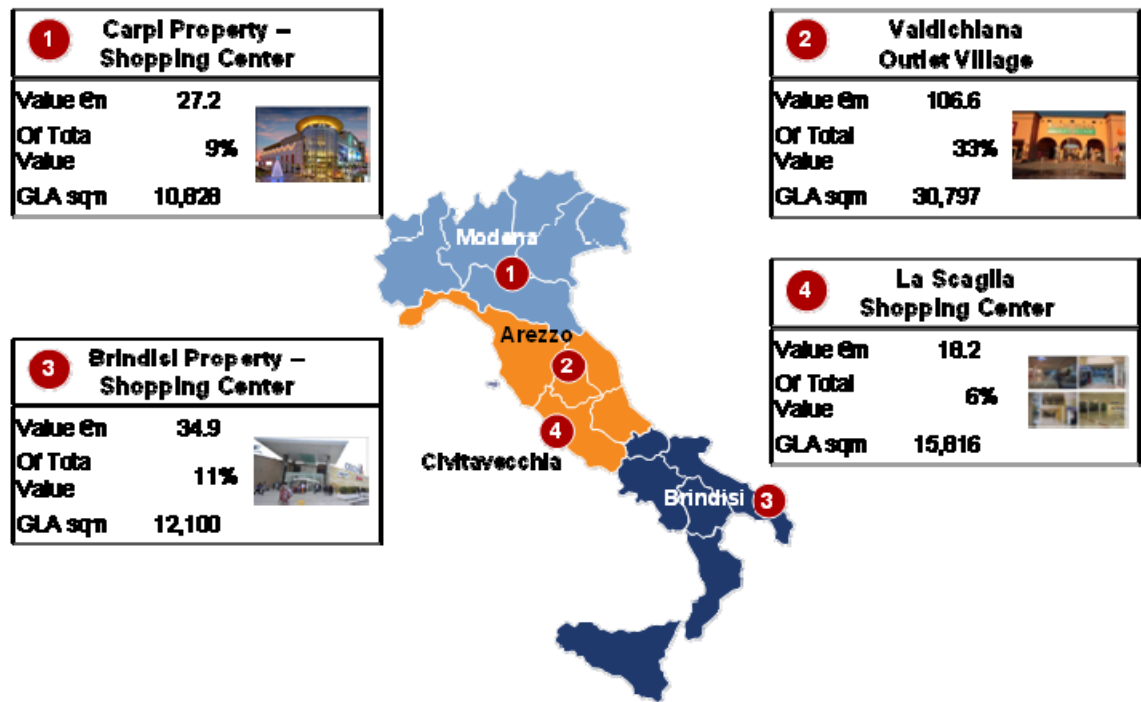 1
Carpi Property –
Shopping Center
Value €m 27.2
Of Tota
Value 9%
GLA sqm 10,828
2
Valdichiana
Outlet Village
Value €m 106.6
Of Total
Value 33%
GLA sqm 30,797
3
Brindisi Property –
Shopping Center
Value €m 34.9
Of Tota
Value 11%
GLA sqm 12,100
4
La Scaglia
Shopping Center
Value €m 18.2
Of Total
Value 6%
GLA sqm 15,816
Modena
1
Arezzo
2
4
Civitavecchia
Brindisi 3